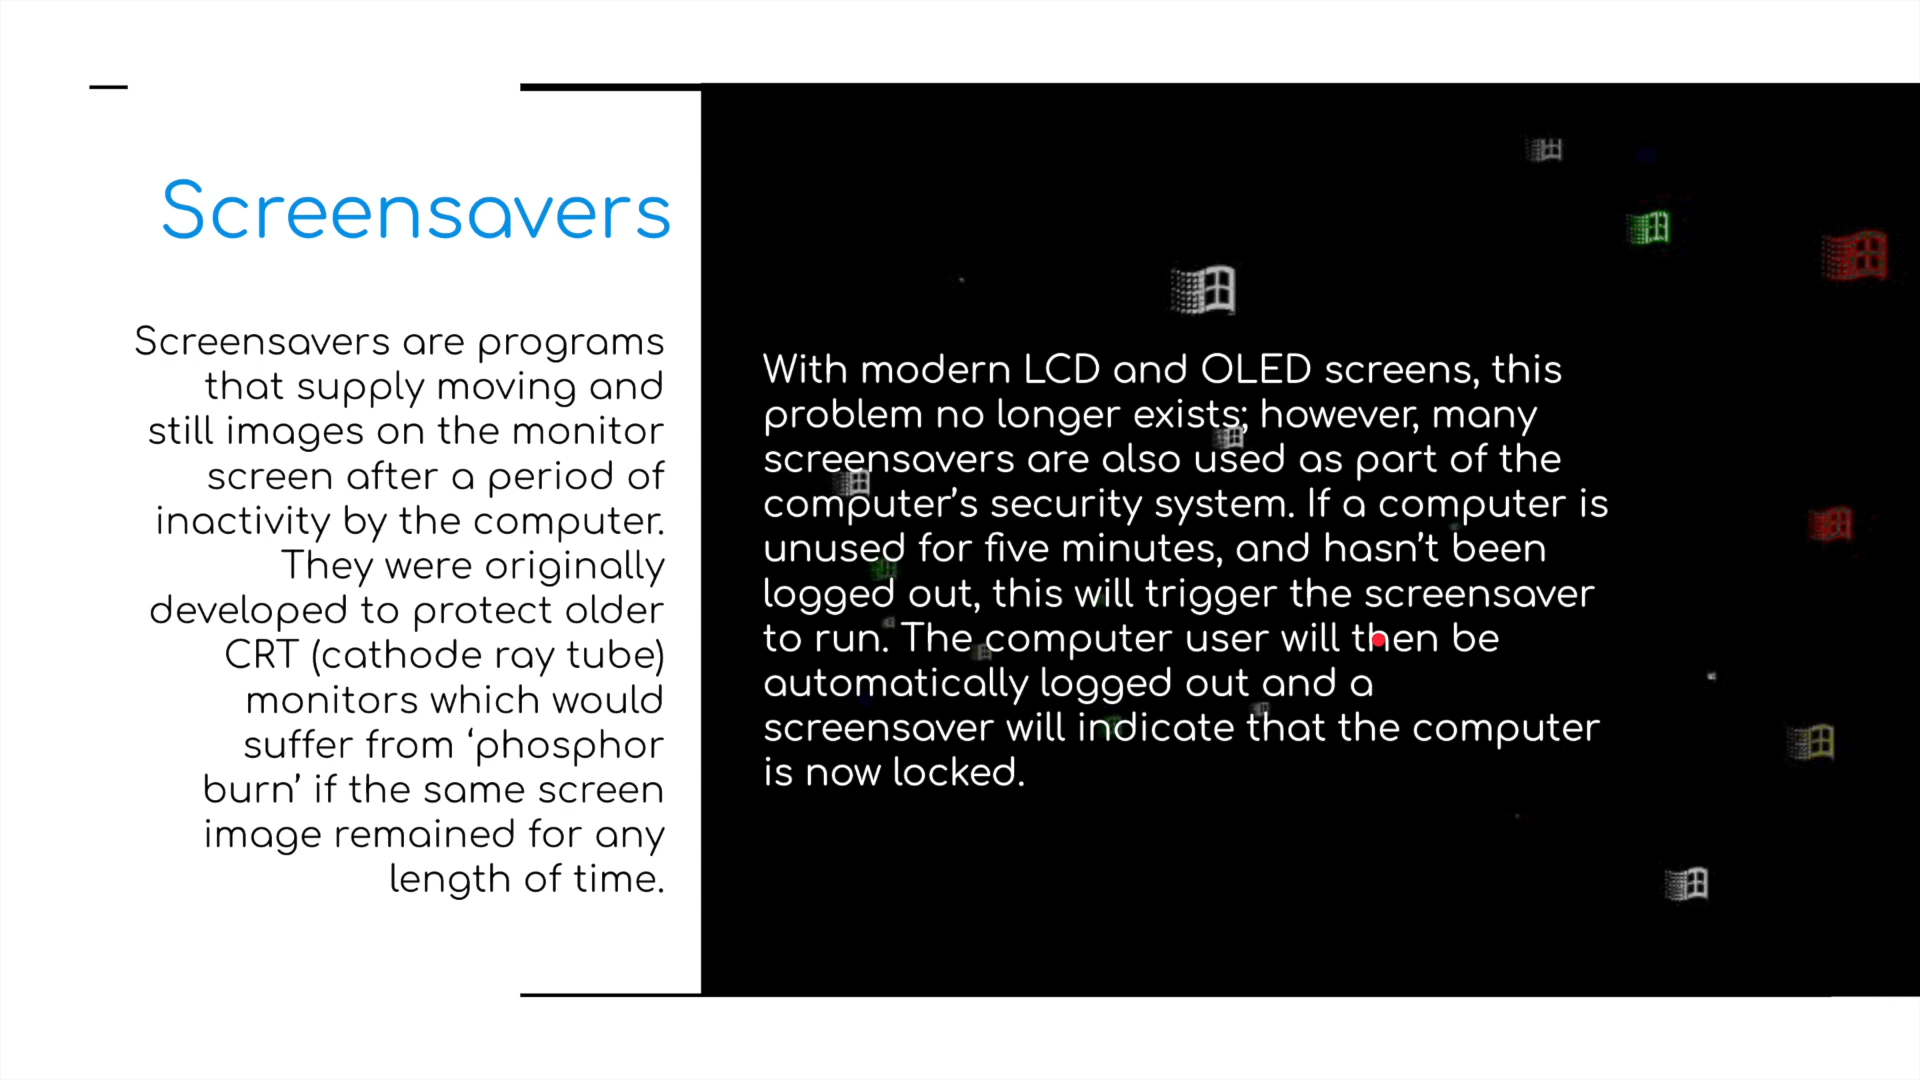 Screensavers
Screensavers are programs
that supply moving and
still images on the monitor
screen after a period of
inactivity by the computer.
They were originally
developed to protect older
CRT (cathode ray tube)
monitors which would
suffer from ‘phosphor
burn’ if the same screen
image remained for any
length of time.
With modern LCD and OLED screens, this
problem no longer exists; however, many
screensavers are also used as part of the
computer’s security system. If a computer is
unused for five minutes, and hasn’t been
logged out, this will trigger the screensaver
to run. The computer user will then be
automatically logged out and a
screensaver will indicate that the computer
is now locked.